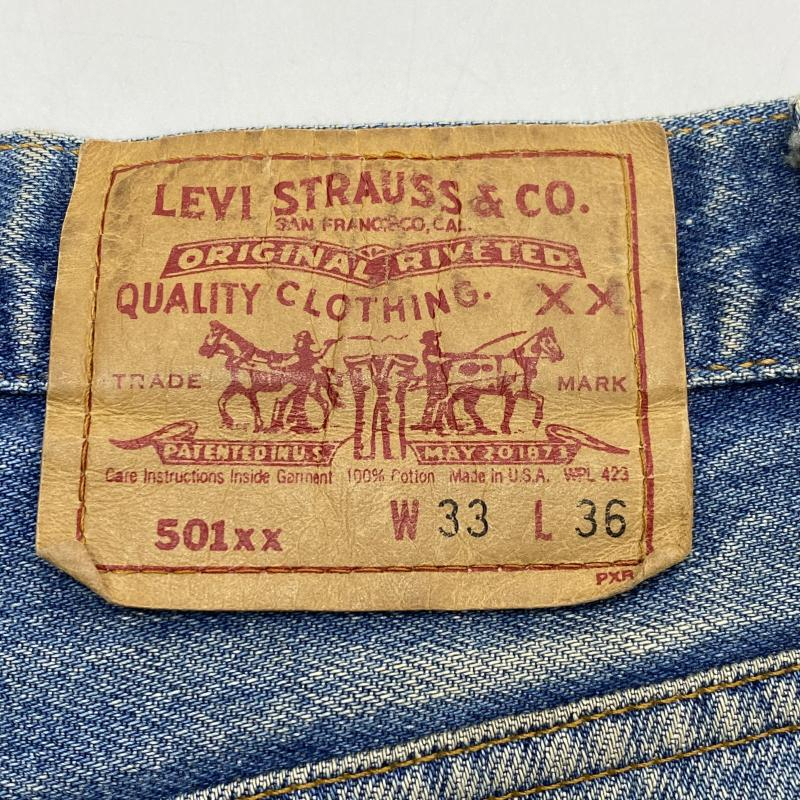 LEVI STRAUSS & CO.
SAN FRANCISCO, CAL.
ORIGINAL RIVETED
QUALITY CLOTHING. XX
TRADE MARK
PATENTED IN U.S. MAY 20 1873
Care Instructions Inside Garment 100% Cotton Made in U.S.A. WPL 423
501xx W 33 L 36
PXR